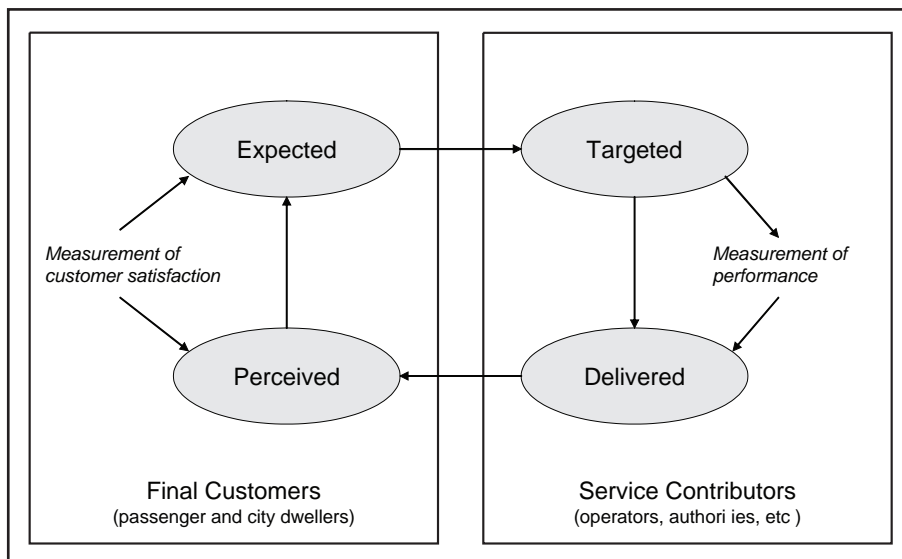 Expected
Targeted
Measurement of
customer satisfaction
Measurement of
performance
Perceived
Delivered
Final Customers
(passenger and city dwellers)
Service Contributors
(operators, authori ies, etc )